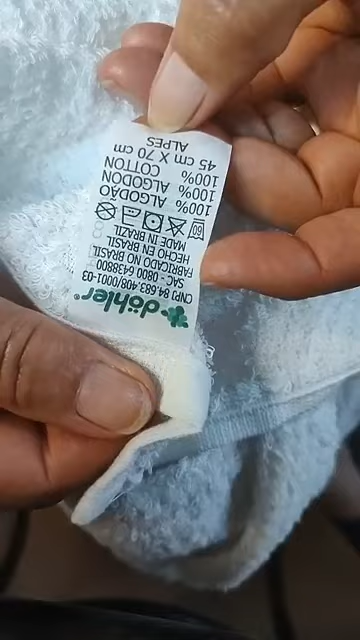 döhler®
CNPJ 84.683.408/0001-03
SAC: 0800 6438800
FABRICADO NO BRASIL
HECHO EN BRASIL
MADE IN BRAZIL
60
100% ALGODÃO
100% ALGODON
100% COTTON
45 cm X 70 cm
ALPES